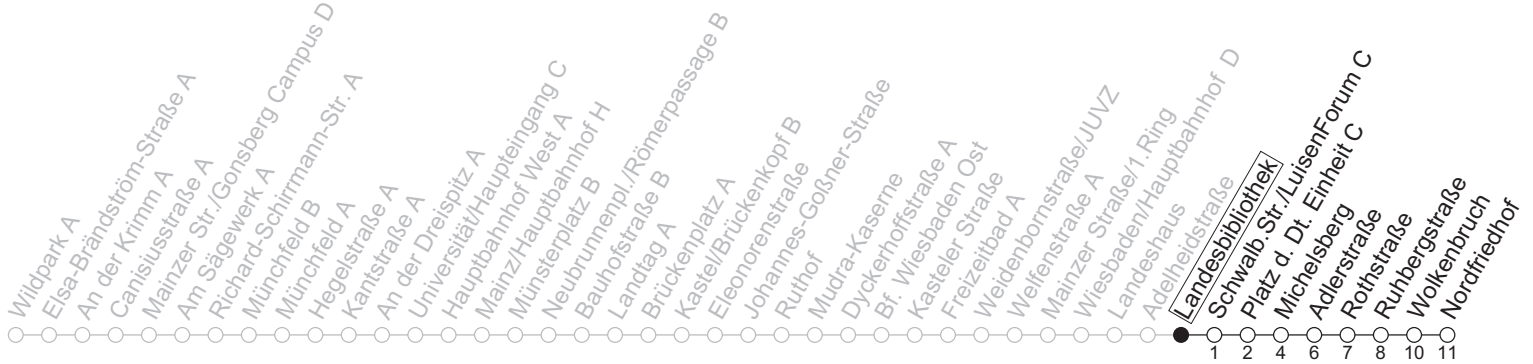 Wildpark A
Elsa-Brändström-Straße A
An der Krimm A
Canisiusstraße A
Mainzer Str./Gonsberg Campus D
Am Sägewerk A
Richard-Schirrmann-Str. A
Münchfeld B
Münchfeld A
Hegelstraße A
Kantstraße A
An der Dreispitz A
Universität/Haupteingang C
Hauptbahnhof West A
Mainz/Hauptbahnhof H
Münsterplatz B
Neubrunnenpl./Römerpassage B
Bauhofstraße B
Landtag A
Brückenplatz A
Kastel/Brückenkopf B
Eleonorenstraße
Johannes-Goßner-Straße
Ruthof
Mudra-Kaserne
Dyckerhoffstraße A
Bf. Wiesbaden Ost
Kasteler Straße
Freizeitbad A
Weidenbornstraße/JUVZ
Welfenstraße A
Mainzer Straße/1.Ring
Wiesbaden/Hauptbahnhof D
Landeshaus
Adelheidstraße
Landesbibliothek
Schwalb. Str./LuisenForum C
Platz d. Dt. Einheit C
Michelsberg
Adlerstraße
Rothstraße
Ruhbergstraße
Wolkenbruch
Nordfriedhof
1 2 4 6 7 8 10 11